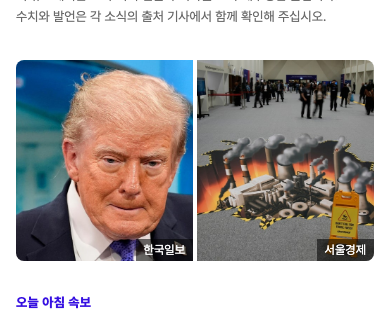 수치와 발언은 각 소식의 출처 기사에서 함께 확인해 주십시오.
한국일보
서울경제
오늘 아침 속보